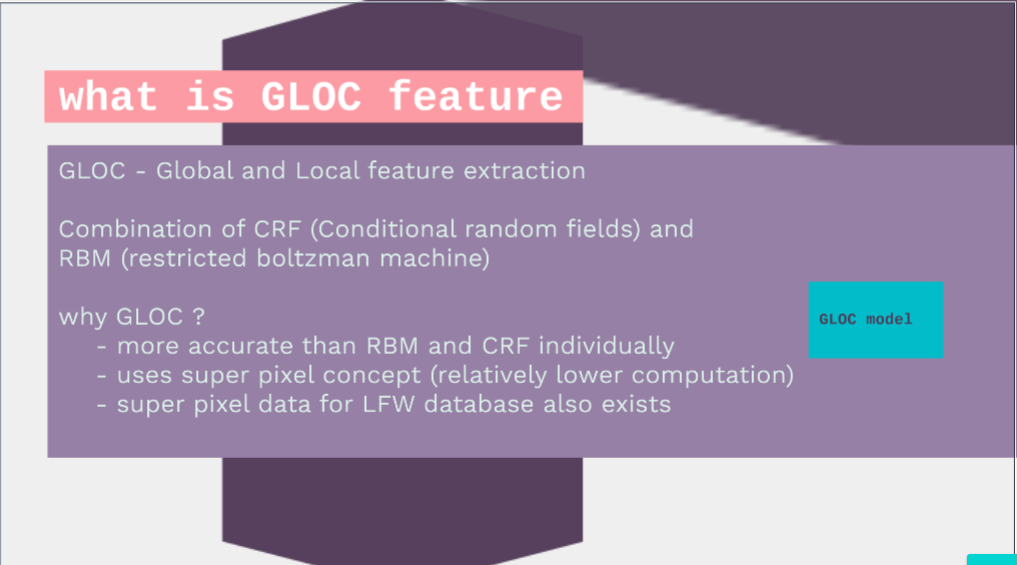 what is GLOC feature
GLOC - Global and Local feature extraction
Combination of CRF (Conditional random fields) and
RBM (restricted boltzman machine)
why GLOC ?
- more accurate than RBM and CRF individually
- uses super pixel concept (relatively lower computation)
- super pixel data for LFW database also exists
GLOC model